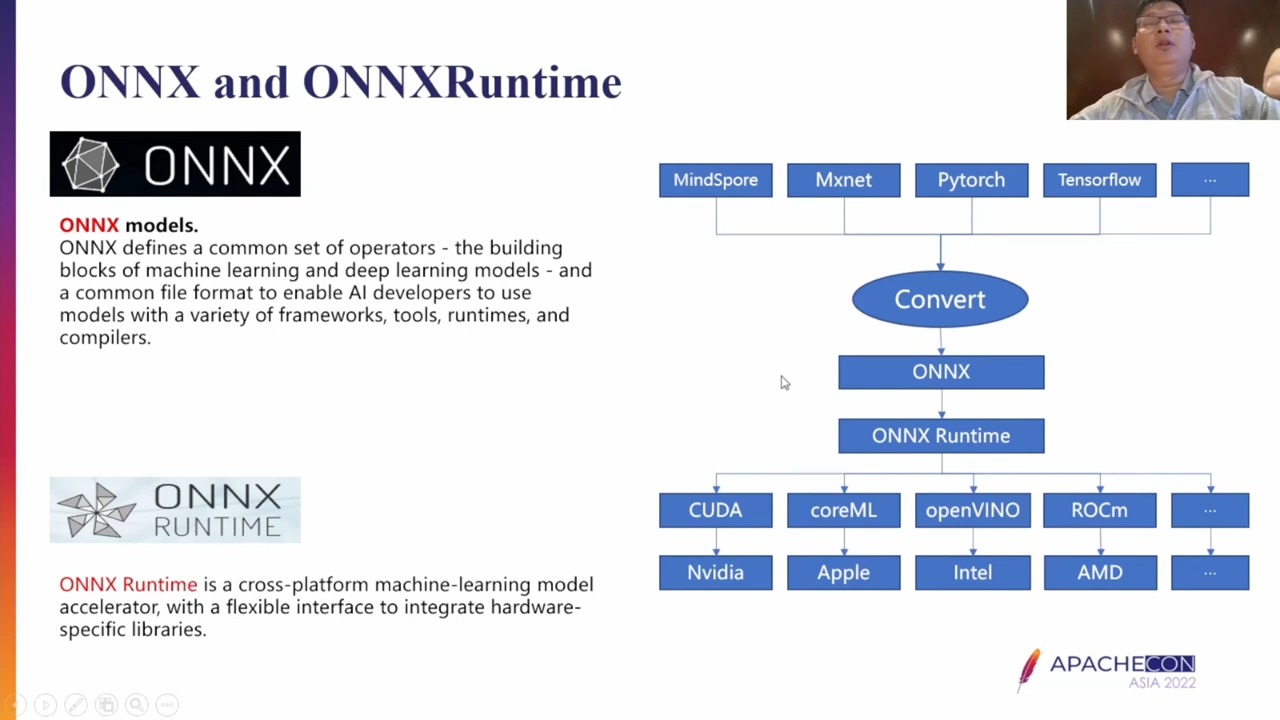 ONNX and ONNXRuntime
ONNX
ONNX models.
ONNX defines a common set of operators - the building
blocks of machine learning and deep learning models - and
a common file format to enable AI developers to use
models with a variety of frameworks, tools, runtimes, and
compilers.
ONNX
RUNTIME
ONNX Runtime is a cross-platform machine-learning model
accelerator, with a flexible interface to integrate hardware-
specific libraries.
MindSpore Mxnet Pytorch Tensorflow ...
Convert
ONNX
ONNX Runtime
CUDA coreML openVINO ROCm ...
Nvidia Apple Intel AMD ...
APACHECON
ASIA 2022